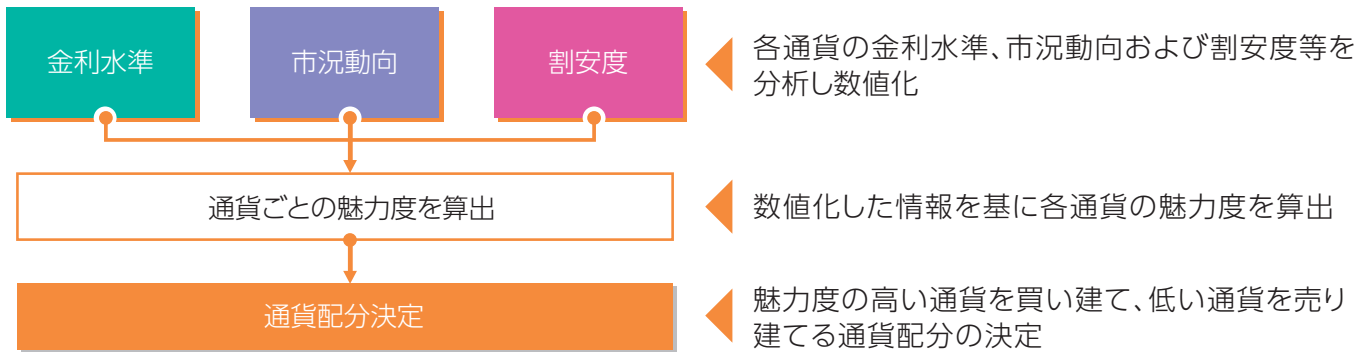 金利水準
市況動向
割安度
各通貨の金利水準、市況動向および割安度等を
分析し数値化
通貨ごとの魅力度を算出
数値化した情報を基に各通貨の魅力度を算出
通貨配分決定
魅力度の高い通貨を買い建て、低い通貨を売り
建てる通貨配分の決定